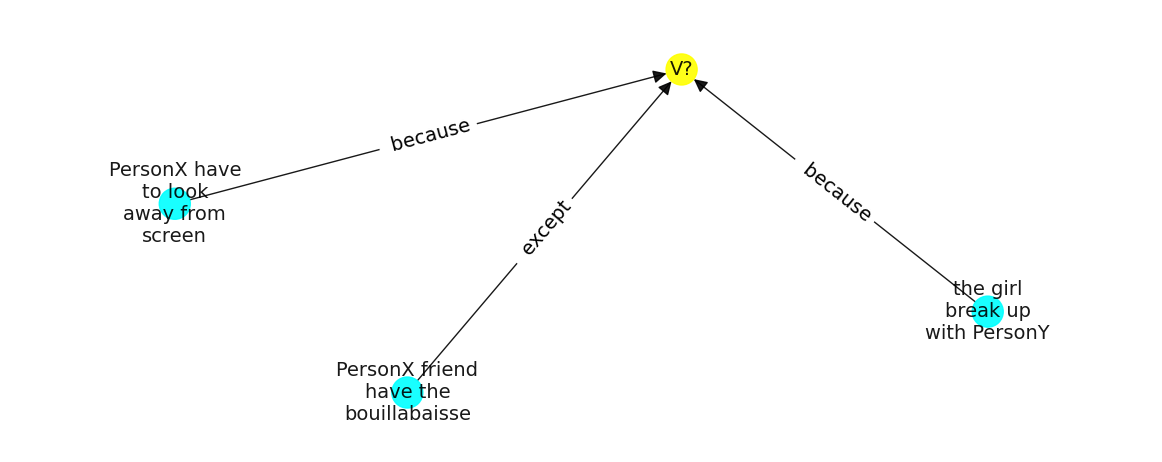 V?
because
PersonX have
to look
away from
screen
except
because
the girl
break up
with PersonY
PersonX friend
have the
bouillabaisse